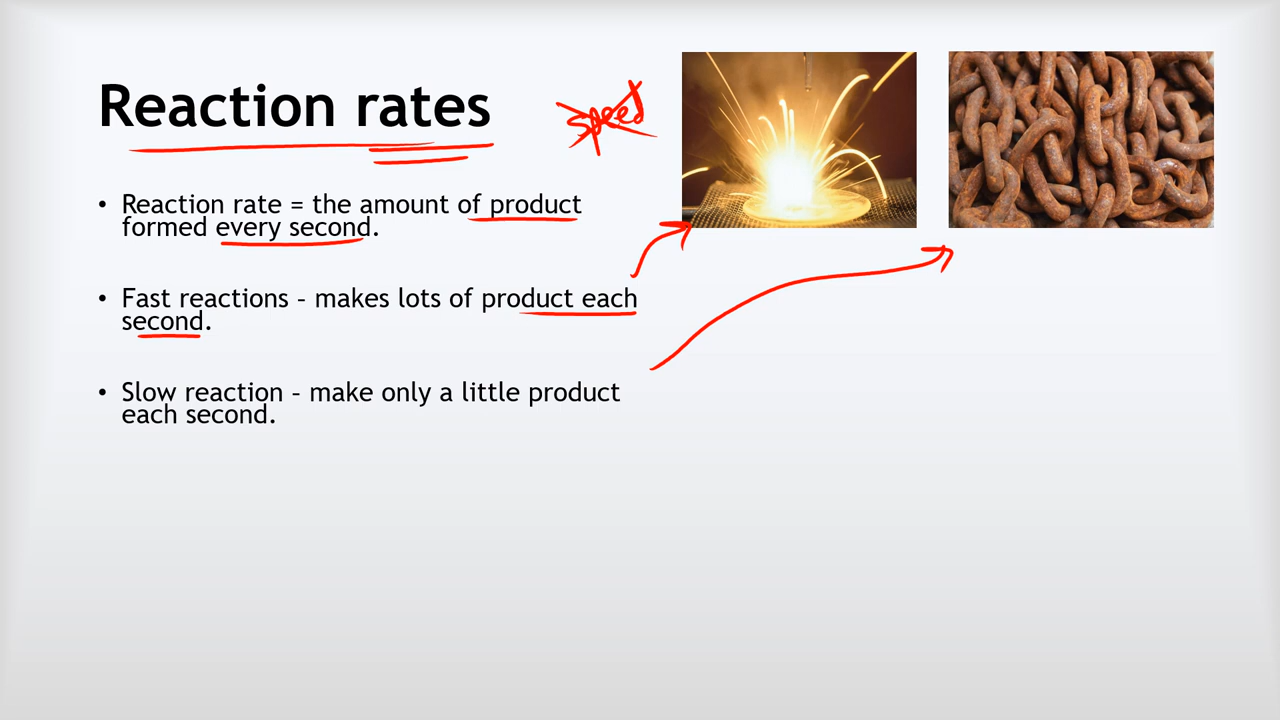 Reaction rates
speed
• Reaction rate = the amount of product
formed every second.
• Fast reactions – makes lots of product each
second.
• Slow reaction – make only a little product
each second.